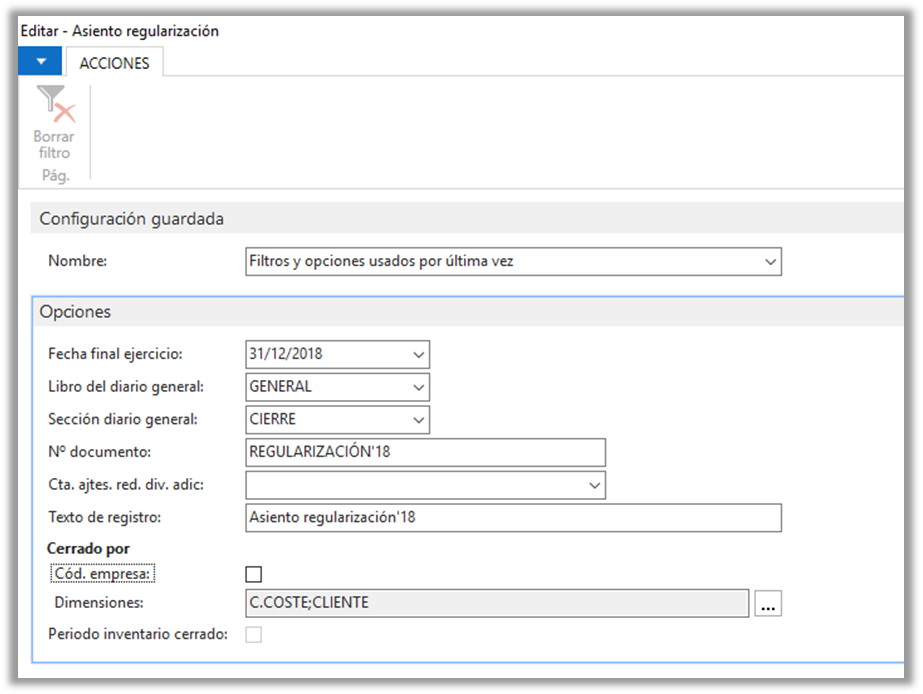 Editar - Asiento regularización
ACCIONES
Borrar
filtro
Pág.
Configuración guardada
Nombre: Filtros y opciones usados por última vez
Opciones
Fecha final ejercicio: 31/12/2018
Libro del diario general: GENERAL
Sección diario general: CIERRE
Nº documento: REGULARIZACIÓN'18
Cta. ajtes. red. div. adic:
Texto de registro: Asiento regularización'18
Cerrado por
Cód. empresa:
Dimensiones: C.COSTE;CLIENTE ...
Periodo inventario cerrado: